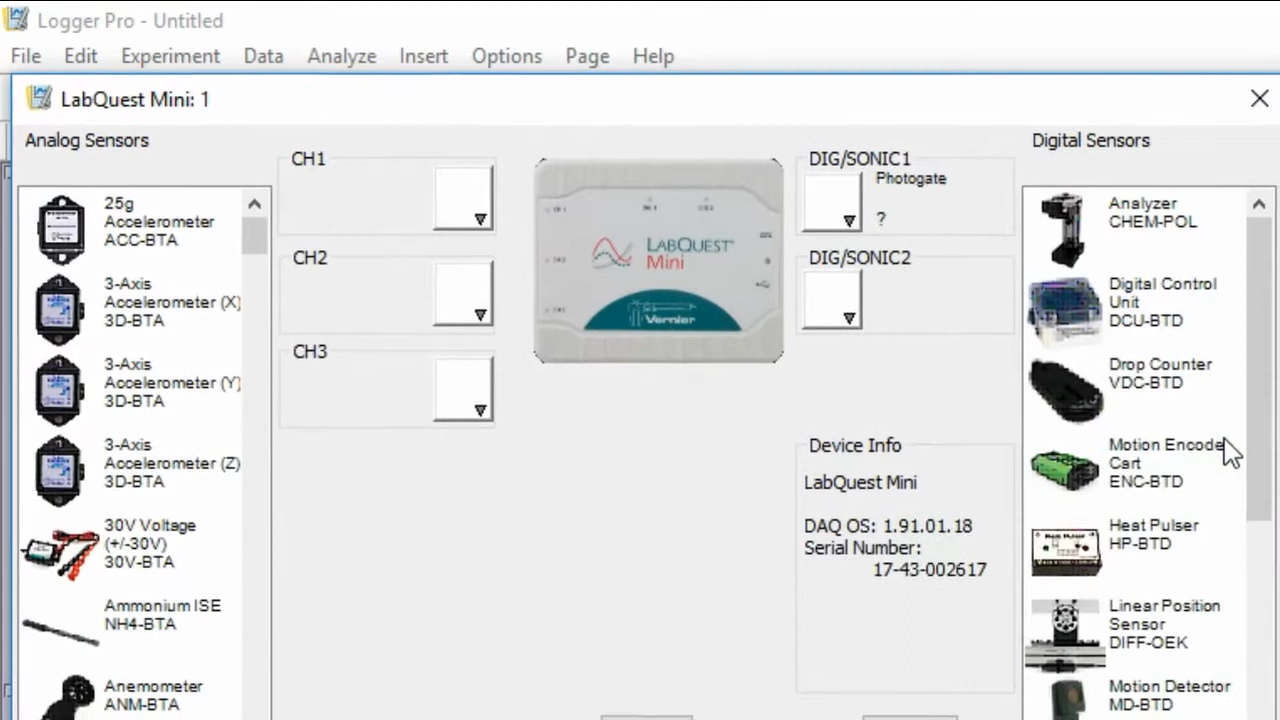 Logger Pro - Untitled
File Edit Experiment Data Analyze Insert Options Page Help
LabQuest Mini: 1
Analog Sensors
25g
Accelerometer
ACC-BTA
3-Axis
Accelerometer (X)
3D-BTA
3-Axis
Accelerometer (Y)
3D-BTA
3-Axis
Accelerometer (Z)
3D-BTA
30V Voltage
(+/-30V)
30V-BTA
Ammonium ISE
NH4-BTA
Anemometer
ANM-BTA
CH1
CH2
CH3
LABQUEST
Mini
Vernier
DIG/SONIC1
Photogate
?
DIG/SONIC2
Device Info
LabQuest Mini
DAQ OS: 1.91.01.18
Serial Number:
17-43-002617
Digital Sensors
Analyzer
CHEM-POL
Digital Control
Unit
DCU-BTD
Drop Counter
VDC-BTD
Motion Encode
Cart
ENC-BTD
Heat Pulser
HP-BTD
Linear Position
Sensor
DIFF-OEK
Motion Detector
MD-BTD